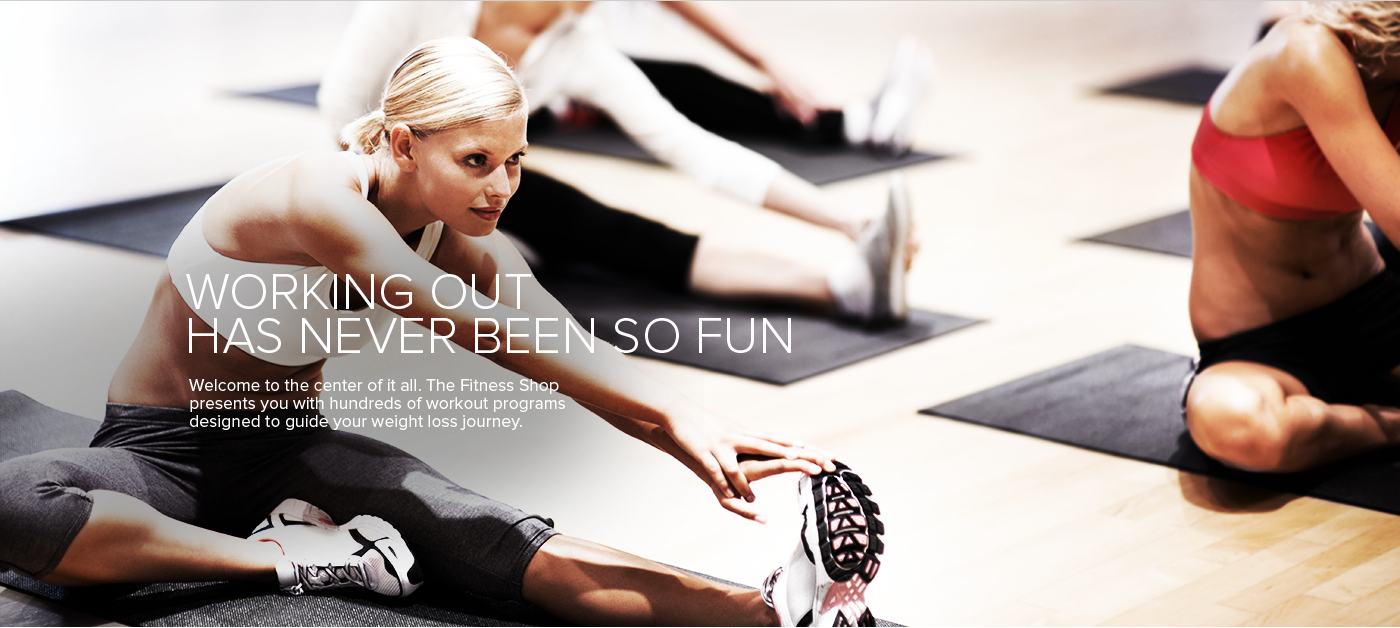 WORKING OUT
HAS NEVER BEEN SO FUN
Welcome to the center of it all. The Fitness Shop
presents you with hundreds of workout programs
designed to guide your weight loss journey.